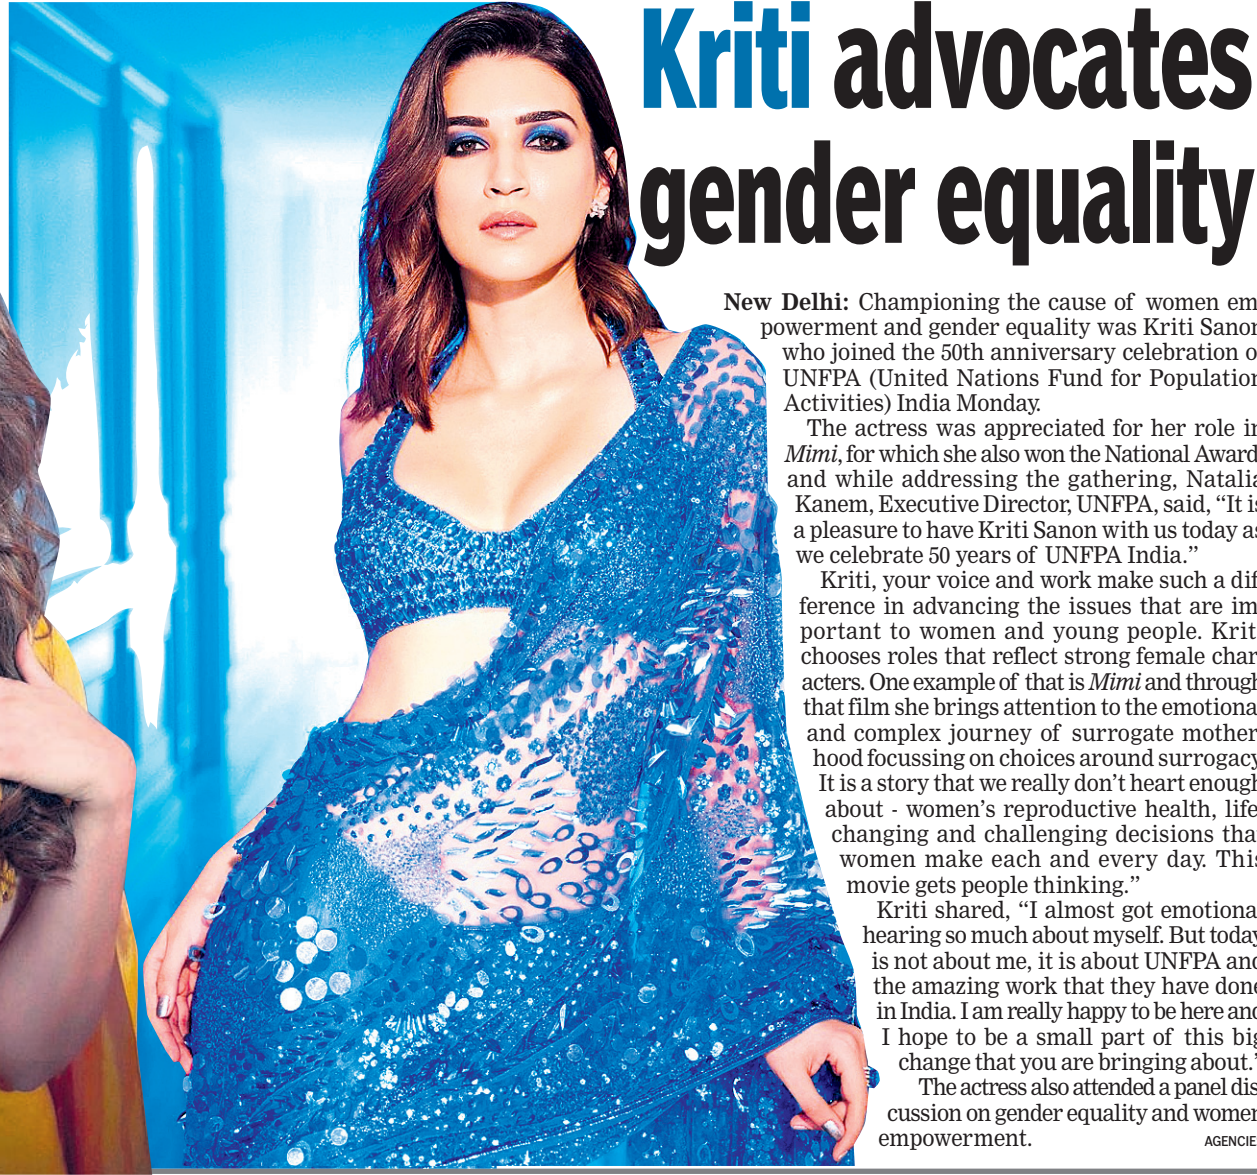 Kriti advocates
gender equality
New Delhi: Championing the cause of women em
powerment and gender equality was Kriti Sanon
who joined the 50th anniversary celebration o
UNFPA (United Nations Fund for Population
Activities) India Monday.
The actress was appreciated for her role in
Mimi, for which she also won the National Award
and while addressing the gathering, Natalia
Kanem, Executive Director, UNFPA, said, “It is
a pleasure to have Kriti Sanon with us today as
we celebrate 50 years of UNFPA India.”
Kriti, your voice and work make such a dif
ference in advancing the issues that are im
portant to women and young people. Krit
chooses roles that reflect strong female char
acters. One example of that is Mimi and through
that film she brings attention to the emotiona
and complex journey of surrogate mother
hood focussing on choices around surrogacy
It is a story that we really don’t heart enough
about - women’s reproductive health, life
changing and challenging decisions tha
women make each and every day. This
movie gets people thinking.”
Kriti shared, “I almost got emotiona
hearing so much about myself. But today
is not about me, it is about UNFPA and
the amazing work that they have done
in India. I am really happy to be here and
I hope to be a small part of this big
change that you are bringing about.”
The actress also attended a panel dis
cussion on gender equality and women
empowerment.
AGENCIE